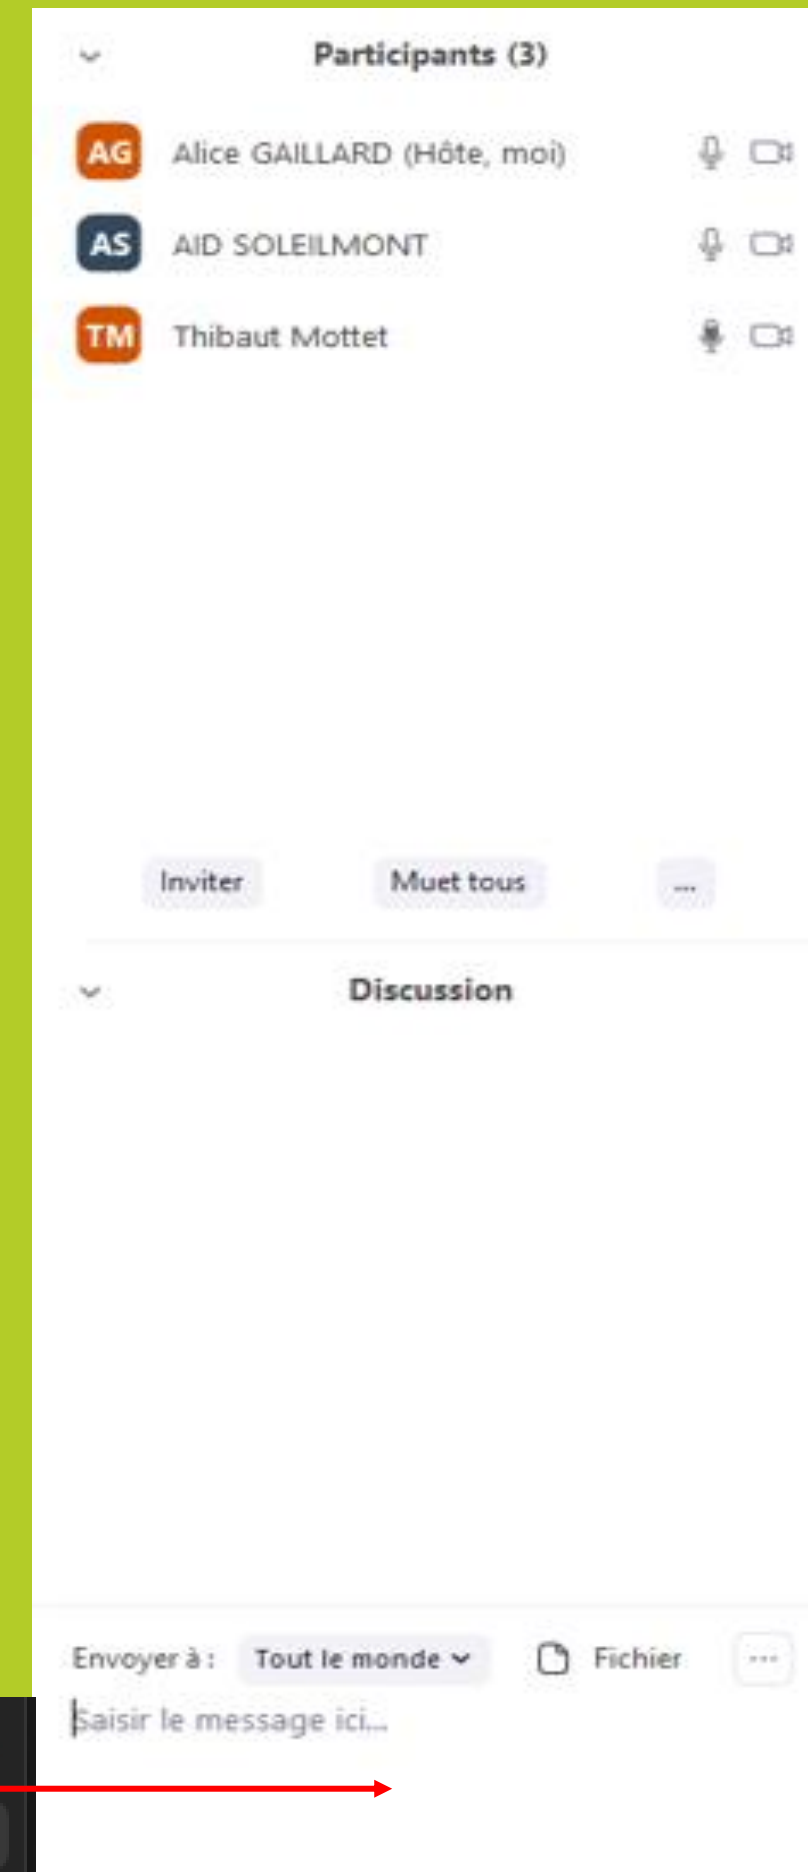 Participants (3)
AG Alice GAILLARD (Hôte, moi)
AS AID SOLEILMONT
TM Thibaut Mottet
Inviter Muet tous ...
Discussion
Envoyer à : Tout le monde Fichier ...
Saisir le message ici...